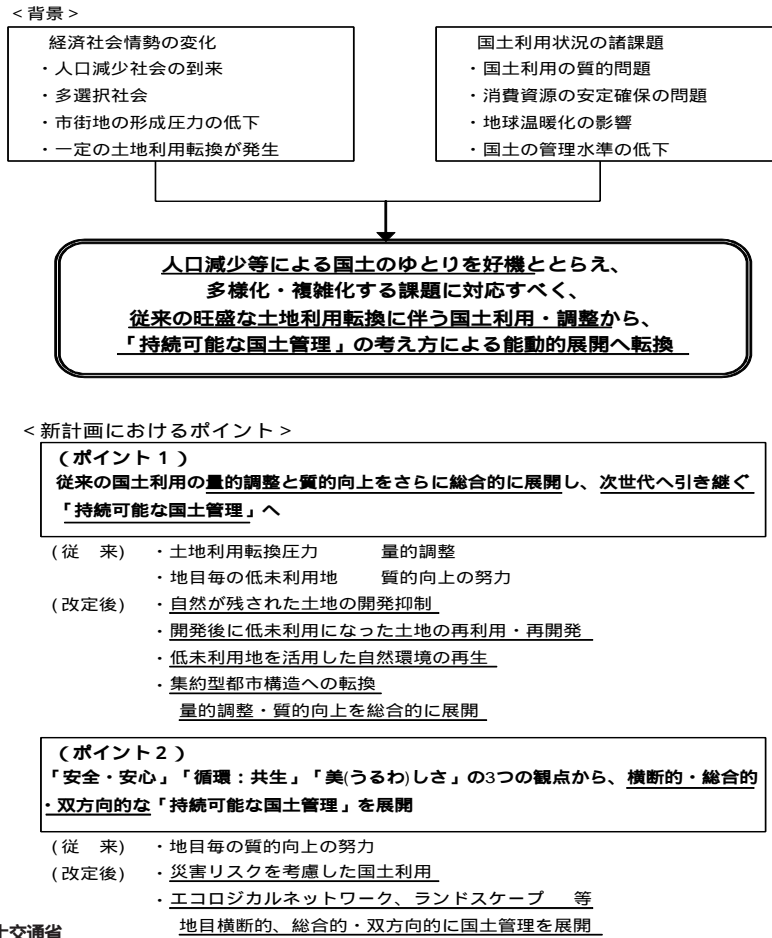 ＜背景＞
経済社会情勢の変化
・人口減少社会の到来
・多選択社会
・市街地の形成圧力の低下
・一定の土地利用転換が発生
国土利用状況の諸課題
・国土利用の質的問題
・消費資源の安定確保の問題
・地球温暖化の影響
・国土の管理水準の低下
人口減少等による国土のゆとりを好機ととらえ、
多様化・複雑化する課題に対応すべく、
従来の旺盛な土地利用転換に伴う国土利用・調整から、
「持続可能な国土管理」の考え方による能動的展開へ転換
＜新計画におけるポイント＞
（ポイント１）
従来の国土利用の量的調整と質的向上をさらに総合的に展開し、次世代へ引き継ぐ
「持続可能な国土管理」へ
(従　来)　・土地利用転換圧力　　　量的調整
・地目毎の低未利用地　　質的向上の努力
(改定後)　・自然が残された土地の開発抑制
・開発後に低未利用になった土地の再利用・再開発
・低未利用地を活用した自然環境の再生
・集約型都市構造への転換
量的調整・質的向上を総合的に展開
（ポイント２）
「安全・安心」「循環：共生」「美(うるわ)しさ」の3つの観点から、横断的・総合的
・双方向的な「持続可能な国土管理」を展開
(従　来)　・地目毎の質的向上の努力
(改定後)　・災害リスクを考慮した国土利用
・エコロジカルネットワーク、ランドスケープ　等
地目横断的、総合的・双方向的に国土管理を展開
土交通省